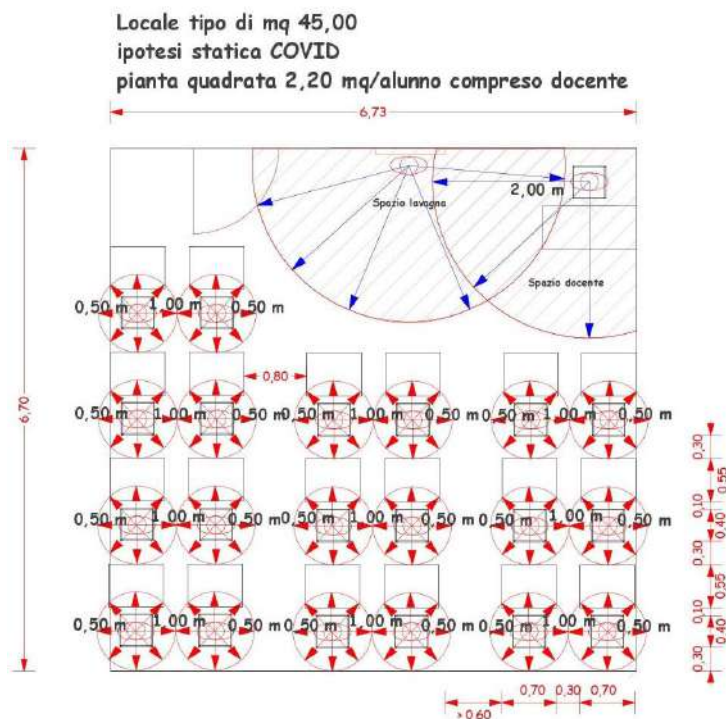 Locale tipo di mq 45,00
ipotesi statica COVID
pianta quadrata 2,20 mq/alunno compreso docente
6,73
2,00 m
Spazio lavagna
Spazio docente
0,50 m 1,00 m 0,50 m
0,80
6,70
0,50 m 1,00 m 0,50 m 0,50 m 1,00 m 0,50 m 0,50 m 1,00 m 0,50 m
0,30
0,55
0,50 m 1,00 m 0,50 m 0,50 m 1,00 m 0,50 m 0,50 m 1,00 m 0,50 m
0,10
0,40
0,30
0,55
0,50 m 1,00 m 0,50 m 0,50 m 1,00 m 0,50 m 0,50 m 1,00 m 0,50 m
0,10
0,40
0,30
0,70 0,30 0,70
>0.60